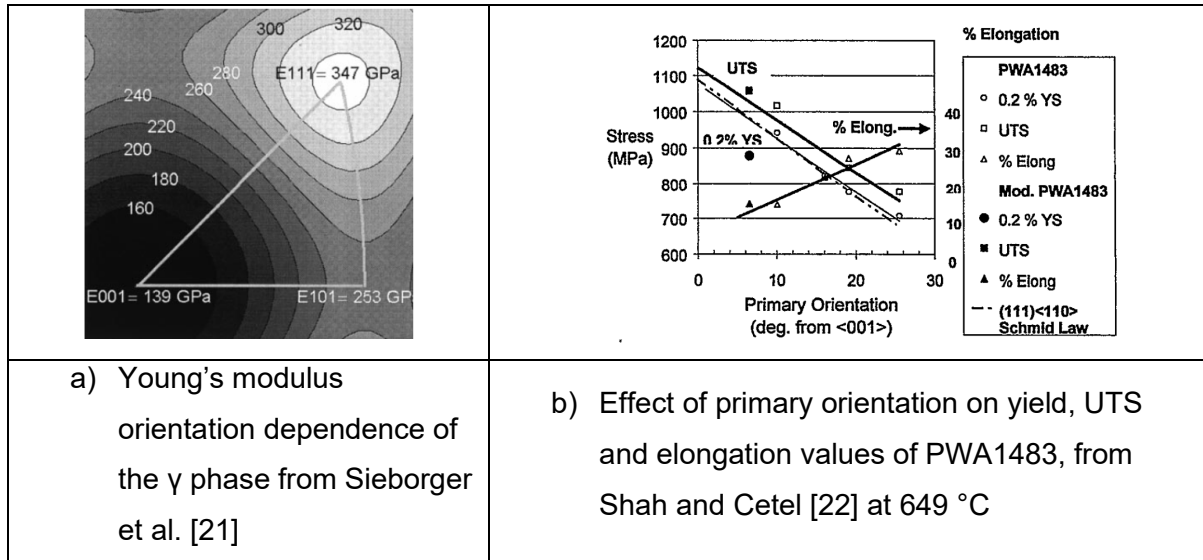 300
320
E111= 347 GPa
280
260
240
220
200
180
160
E001= 139 GPa
E101= 253 GP
% Elongation
1200
1100
1000
900
800
700
600
Stress
(MPa)
UTS
0.2% YS
% Elong.
40
30
20
10
0
0
10
20
30
Primary Orientation
(deg. from <001>)
PWA1483
0.2 % YS
UTS
% Elong
Mod. PWA1483
0.2 % YS
UTS
% Elong
(111)<110>
Schmid Law
a) Young’s modulus
orientation dependence of
the γ phase from Sieborger
et al. [21]
b) Effect of primary orientation on yield, UTS
and elongation values of PWA1483, from
Shah and Cetel [22] at 649 °C